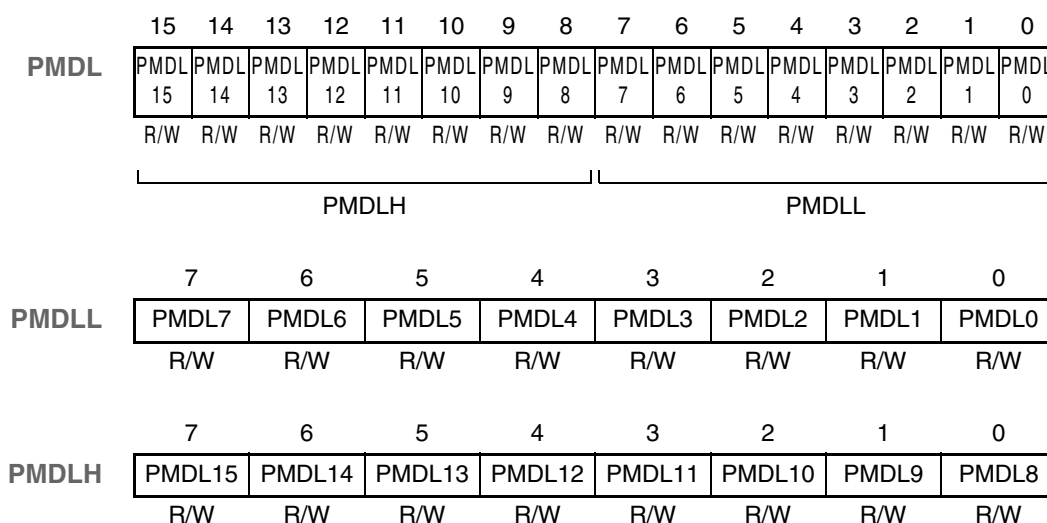 15 14 13 12 11 10 9 8 7 6 5 4 3 2 1 0
PMDL PMDL PMDL PMDL PMDL PMDL PMDL PMDL PMDL PMDL PMDL PMDL PMDL PMDL PMDL PMDL PMDL
15 14 13 12 11 10 9 8 7 6 5 4 3 2 1 0
R/W R/W R/W R/W R/W R/W R/W R/W R/W R/W R/W R/W R/W R/W R/W R/W
PMDLH PMDLL
7 6 5 4 3 2 1 0
PMDLL PMDL7 PMDL6 PMDL5 PMDL4 PMDL3 PMDL2 PMDL1 PMDL0
R/W R/W R/W R/W R/W R/W R/W R/W
7 6 5 4 3 2 1 0
PMDLH PMDL15 PMDL14 PMDL13 PMDL12 PMDL11 PMDL10 PMDL9 PMDL8
R/W R/W R/W R/W R/W R/W R/W R/W